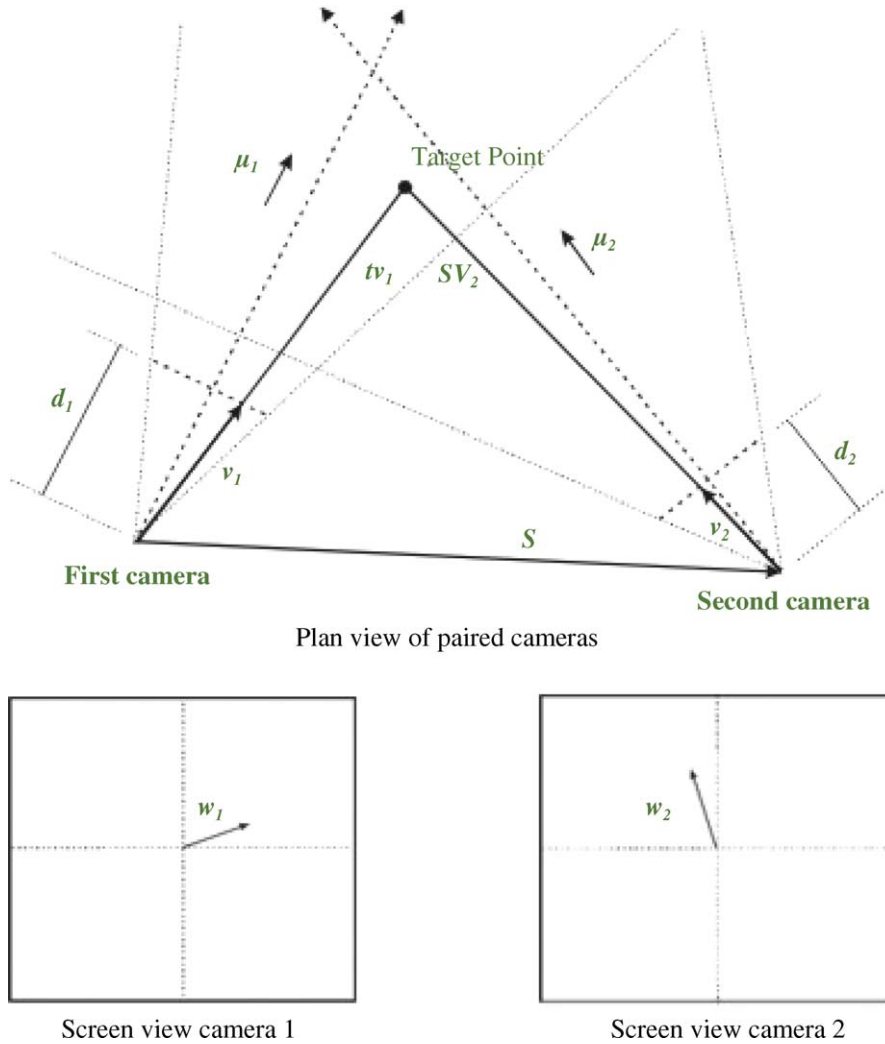 Target Point
μ1
μ2
tv1
SV2
d1
d2
v1
v2
S
First camera
Second camera
Plan view of paired cameras
w1
w2
Screen view camera 1
Screen view camera 2